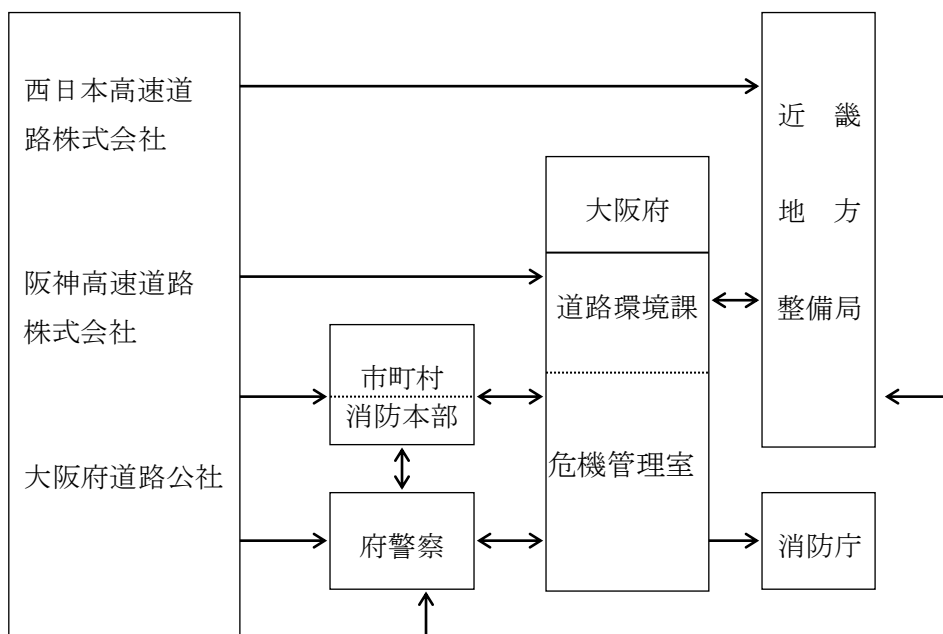 西日本高速道
路株式会社
阪神高速道路
株式会社
大阪府道路公社
市町村
消防本部
府警察
大阪府
道路環境課
危機管理室
近　畿
地　方
整備局
消防庁